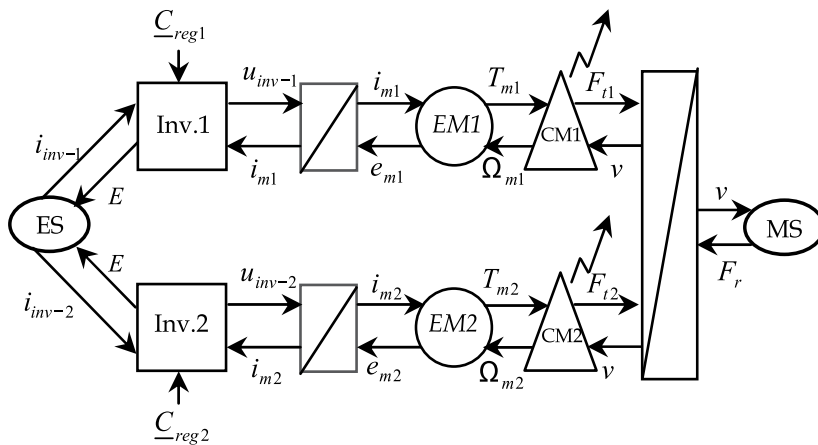 C_reg1
u_inv-1
i_m1
T_m1
F_t1
Inv.1
EM1
CM1
i_inv-1
E
i_m1
e_m1
Ω_m1
v
ES
v
MS
F_r
E
i_inv-2
u_inv-2
i_m2
T_m2
F_t2
Inv.2
EM2
CM2
i_m2
e_m2
Ω_m2
v
C_reg2